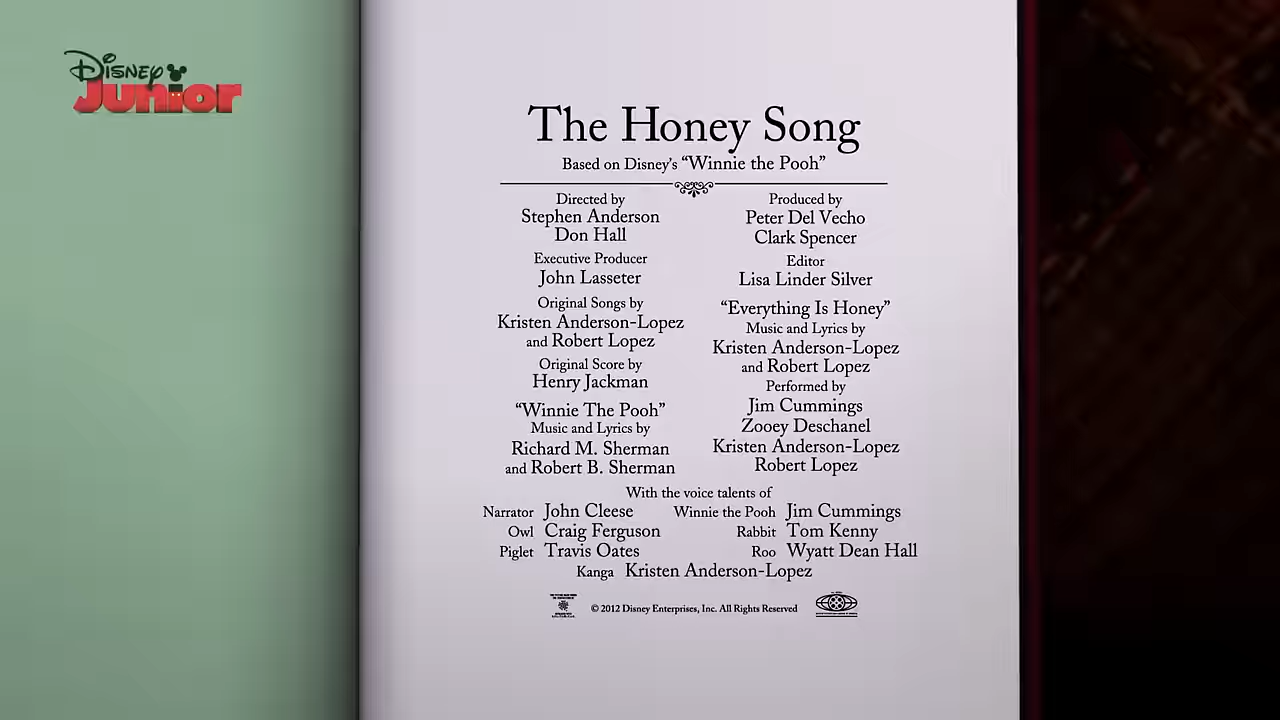 Disney
Junior
The Honey Song
Based on Disney's “Winnie the Pooh”
Directed by
Stephen Anderson
Don Hall
Executive Producer
John Lasseter
Original Songs by
Kristen Anderson-Lopez
and Robert Lopez
Original Score by
Henry Jackman
“Winnie The Pooh”
Music and Lyrics by
Richard M. Sherman
and Robert B. Sherman
Produced by
Peter Del Vecho
Clark Spencer
Editor
Lisa Linder Silver
“Everything Is Honey”
Music and Lyrics by
Kristen Anderson-Lopez
and Robert Lopez
Performed by
Jim Cummings
Zooey Deschanel
Kristen Anderson-Lopez
Robert Lopez
With the voice talents of
Narrator John Cleese Winnie the Pooh Jim Cummings
Owl Craig Ferguson Rabbit Tom Kenny
Piglet Travis Oates Roo Wyatt Dean Hall
Kanga Kristen Anderson-Lopez
© 2012 Disney Enterprises, Inc. All Rights Reserved